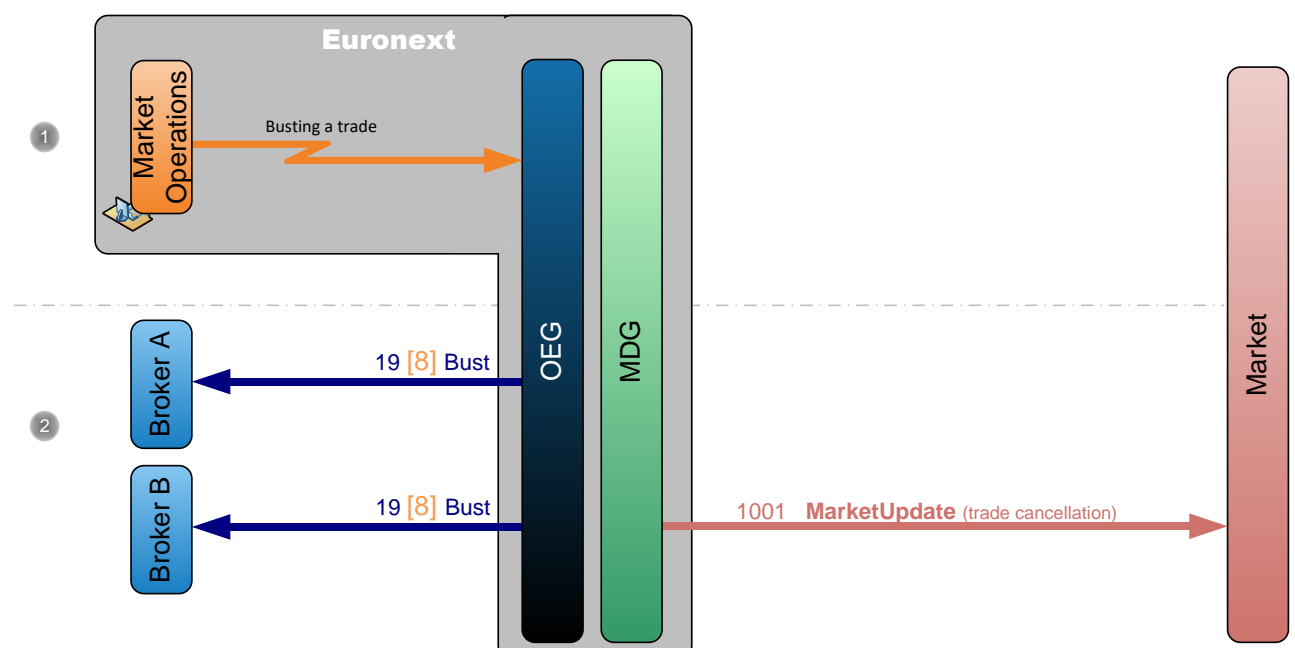 Euronext
1
Market
Operations
Busting a trade
OEG
MDG
Market
2
Broker A
19 [8] Bust
Broker B
19 [8] Bust
1001 MarketUpdate (trade cancellation)